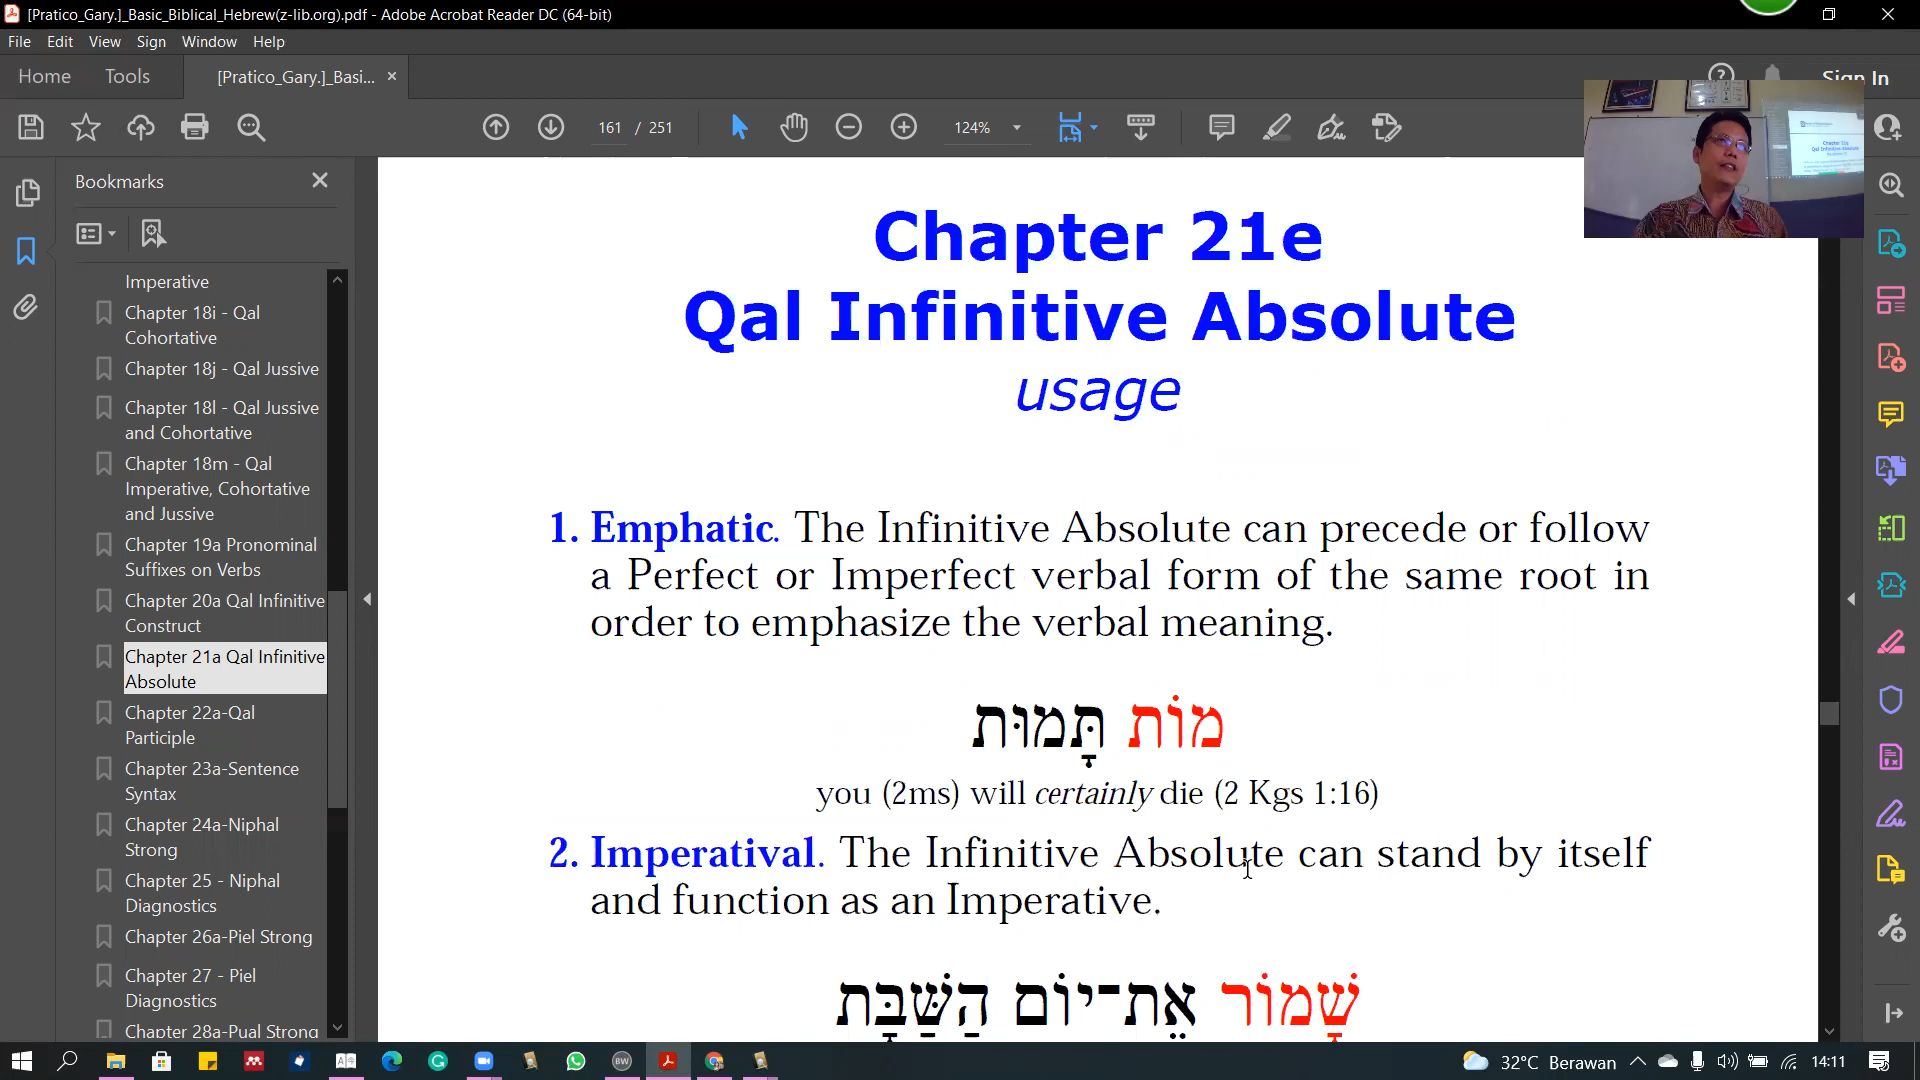 [Pratico_Gary.]_Basic_Biblical_Hebrew(z-lib.org).pdf - Adobe Acrobat Reader DC (64-bit)
File Edit View Sign Window Help
Home Tools [Pratico_Gary.]_Basi... ×
Sign In
161 / 251 124%
Bookmarks
Imperative
Chapter 18i - Qal
Cohortative
Chapter 18j - Qal Jussive
Chapter 18l - Qal Jussive
and Cohortative
Chapter 18m - Qal
Imperative, Cohortative
and Jussive
Chapter 19a Pronominal
Suffixes on Verbs
Chapter 20a Qal Infinitive
Construct
Chapter 21a Qal Infinitive
Absolute
Chapter 22a-Qal
Participle
Chapter 23a-Sentence
Syntax
Chapter 24a-Niphal
Strong
Chapter 25 - Niphal
Diagnostics
Chapter 26a-Piel Strong
Chapter 27 - Piel
Diagnostics
Chapter 28a-Pual Strong
Chapter 21e
Qal Infinitive Absolute
usage
1. Emphatic. The Infinitive Absolute can precede or follow
a Perfect or Imperfect verbal form of the same root in
order to emphasize the verbal meaning.
מוֹת תָּמוּת
you (2ms) will certainly die (2 Kgs 1:16)
2. Imperatival. The Infinitive Absolute can stand by itself
and function as an Imperative.
שָׁמוֹר אֵת־יוֹם הַשַּׁבָּת
BW
32°C Berawan 14:11